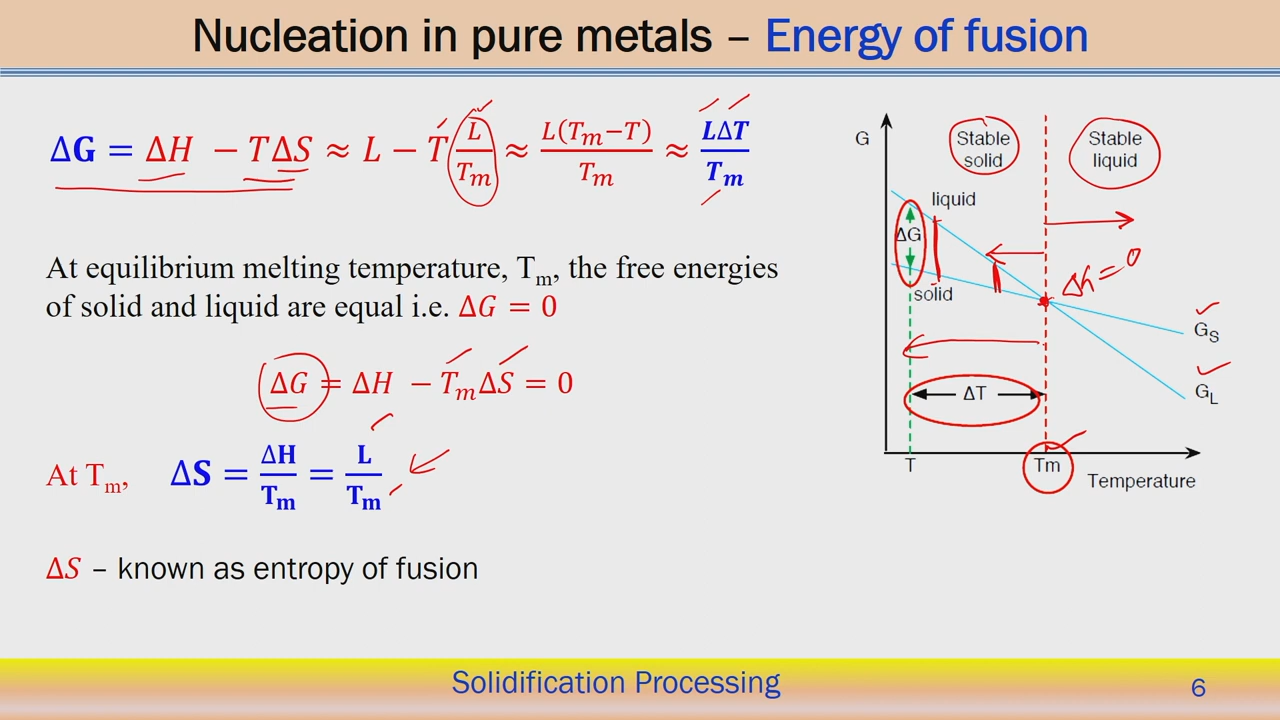 Nucleation in pure metals – Energy of fusion
ΔG = ΔH − TΔS ≈ L − T L/Tm ≈ L(Tm−T)/Tm ≈ LΔT/Tm
At equilibrium melting temperature, Tm, the free energies
of solid and liquid are equal i.e. ΔG = 0
ΔG = ΔH − TmΔS = 0
At Tm, ΔS = ΔH/Tm = L/Tm
ΔS – known as entropy of fusion
G
Stable
solid
Stable
liquid
liquid
ΔG
solid
Δh = 0
GS
GL
ΔT
T
Tm
Temperature
Solidification Processing
6